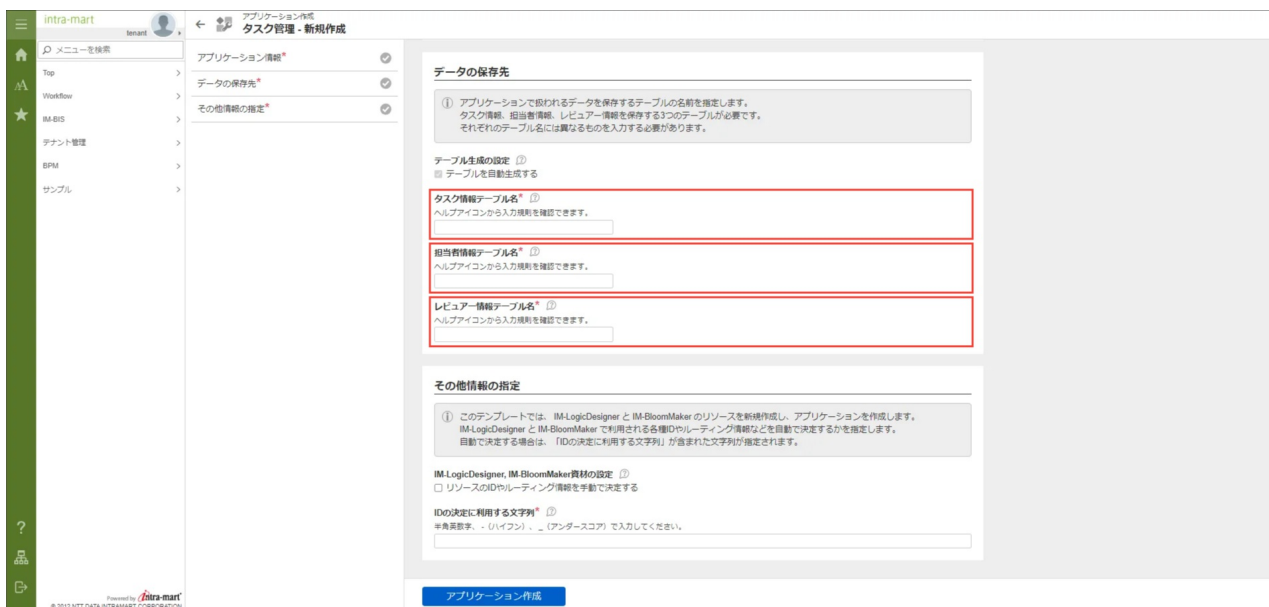 intra-mart
tenant
メニューを検索
Top
Workflow
IM-BIS
テナント管理
BPM
サンプル
Powered by intra-mart
© 2012 NTT DATA INTRAMART CORPORATION
アプリケーション作成
タスク管理 - 新規作成
アプリケーション情報*
データの保存先*
その他情報の指定*
データの保存先
アプリケーションで扱われるデータを保存するテーブルの名前を指定します。
タスク情報、担当者情報、レビュアー情報を保存する3つのテーブルが必要です。
それぞれのテーブル名には異なるものを入力する必要があります。
テーブル生成の設定
テーブルを自動生成する
タスク情報テーブル名*
ヘルプアイコンから入力規則を確認できます。
担当者情報テーブル名*
ヘルプアイコンから入力規則を確認できます。
レビュアー情報テーブル名*
ヘルプアイコンから入力規則を確認できます。
その他情報の指定
このテンプレートでは、IM-LogicDesigner と IM-BloomMaker のリソースを新規作成し、アプリケーションを作成します。
IM-LogicDesigner と IM-BloomMaker で利用される各種IDやルーティング情報などを自動で決定するかを指定します。
自動で決定する場合は、「IDの決定に利用する文字列」が含まれた文字列が指定されます。
IM-LogicDesigner, IM-BloomMaker資材の設定
リソースのIDやルーティング情報を手動で決定する
IDの決定に利用する文字列*
半角英数字、-（ハイフン）、_（アンダースコア）で入力してください。
アプリケーション作成